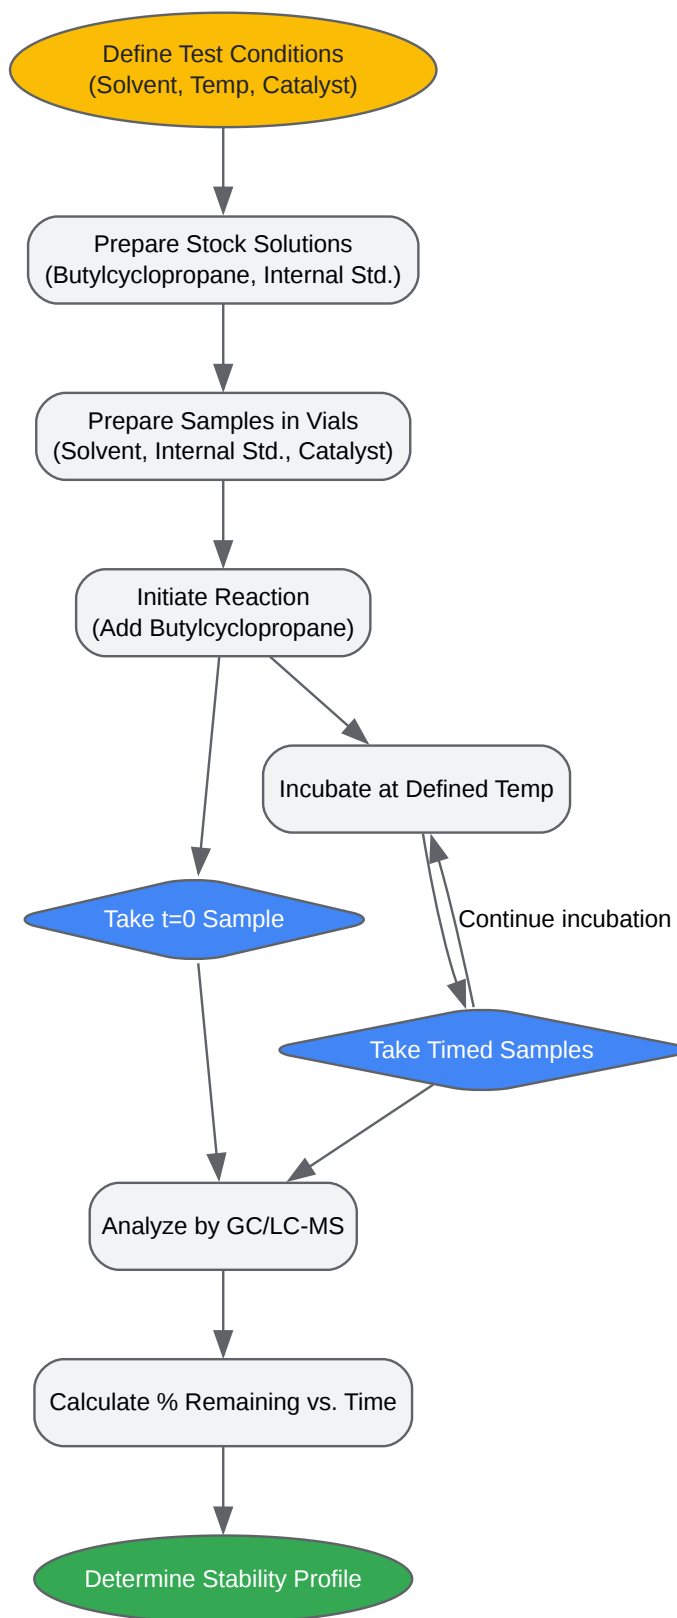 Define Test Conditions
(Solvent, Temp, Catalyst)
Prepare Stock Solutions
(Butylcyclopropane, Internal Std.)
Prepare Samples in Vials
(Solvent, Internal Std., Catalyst)
Initiate Reaction
(Add Butylcyclopropane)
Incubate at Defined Temp
Take t=0 Sample
Continue incubation
Take Timed Samples
Analyze by GC/LC-MS
Calculate % Remaining vs. Time
Determine Stability Profile